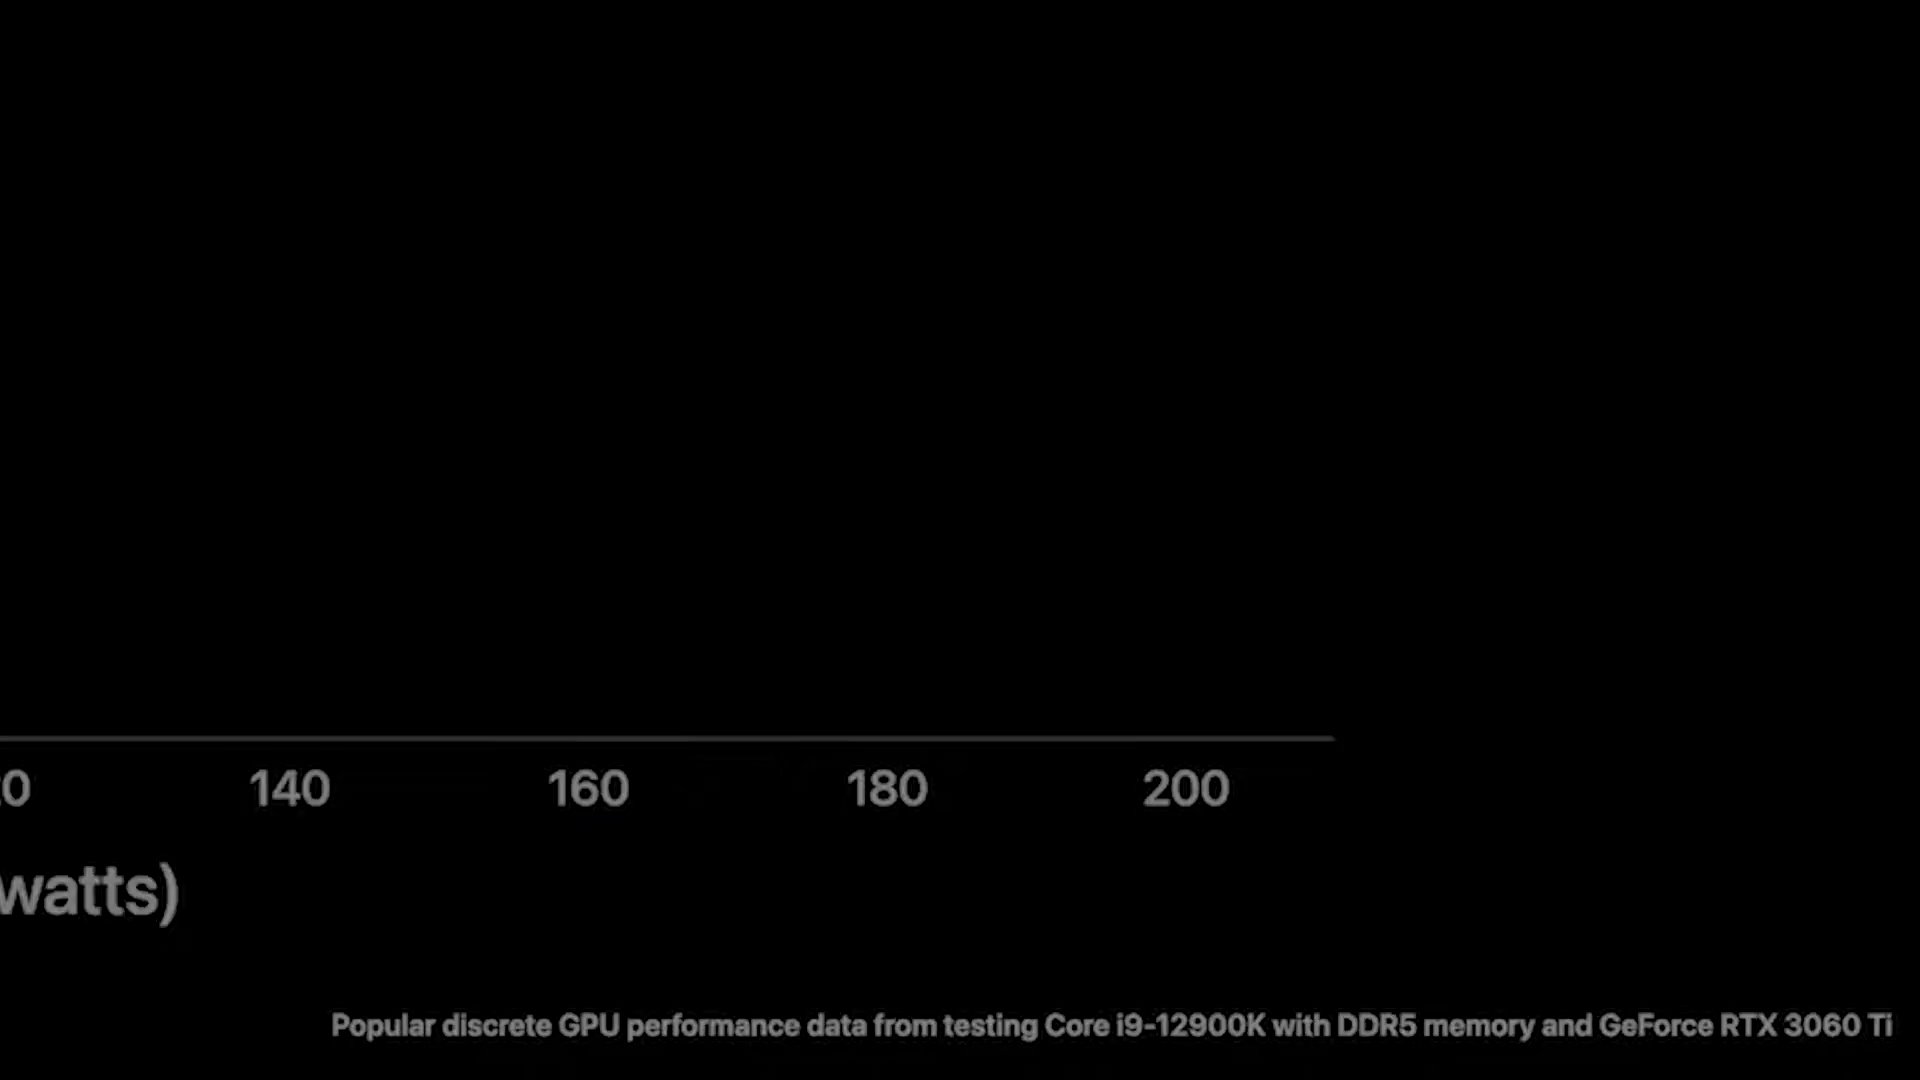 0 140 160 180 200
watts)
Popular discrete GPU performance data from testing Core i9-12900K with DDR5 memory and GeForce RTX 3060 Ti